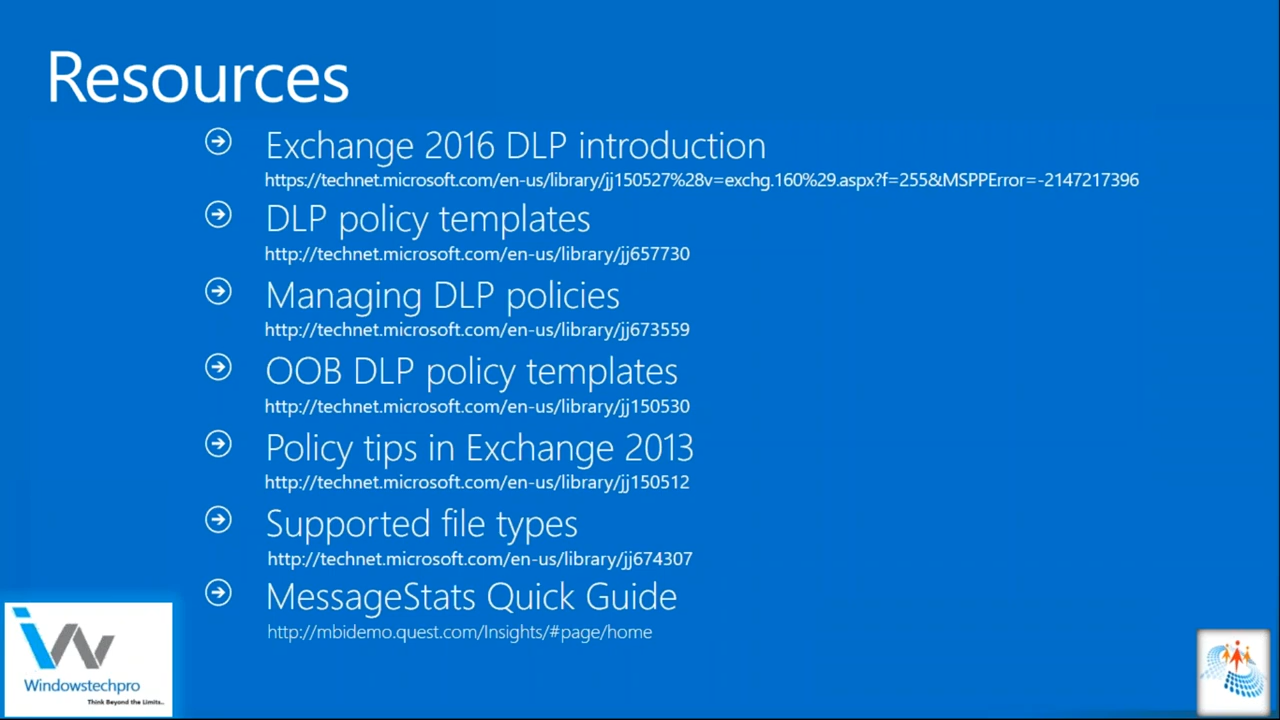 Resources
Exchange 2016 DLP introduction
https://technet.microsoft.com/en-us/library/jj150527%28v=exchg.160%29.aspx?f=255&MSPPError=-2147217396
DLP policy templates
http://technet.microsoft.com/en-us/library/jj657730
Managing DLP policies
http://technet.microsoft.com/en-us/library/jj673559
OOB DLP policy templates
http://technet.microsoft.com/en-us/library/jj150530
Policy tips in Exchange 2013
http://technet.microsoft.com/en-us/library/jj150512
Supported file types
http://technet.microsoft.com/en-us/library/jj674307
MessageStats Quick Guide
http://mbidemo.quest.com/Insights/#page/home
Windowstechpro
Think Beyond the Limits..